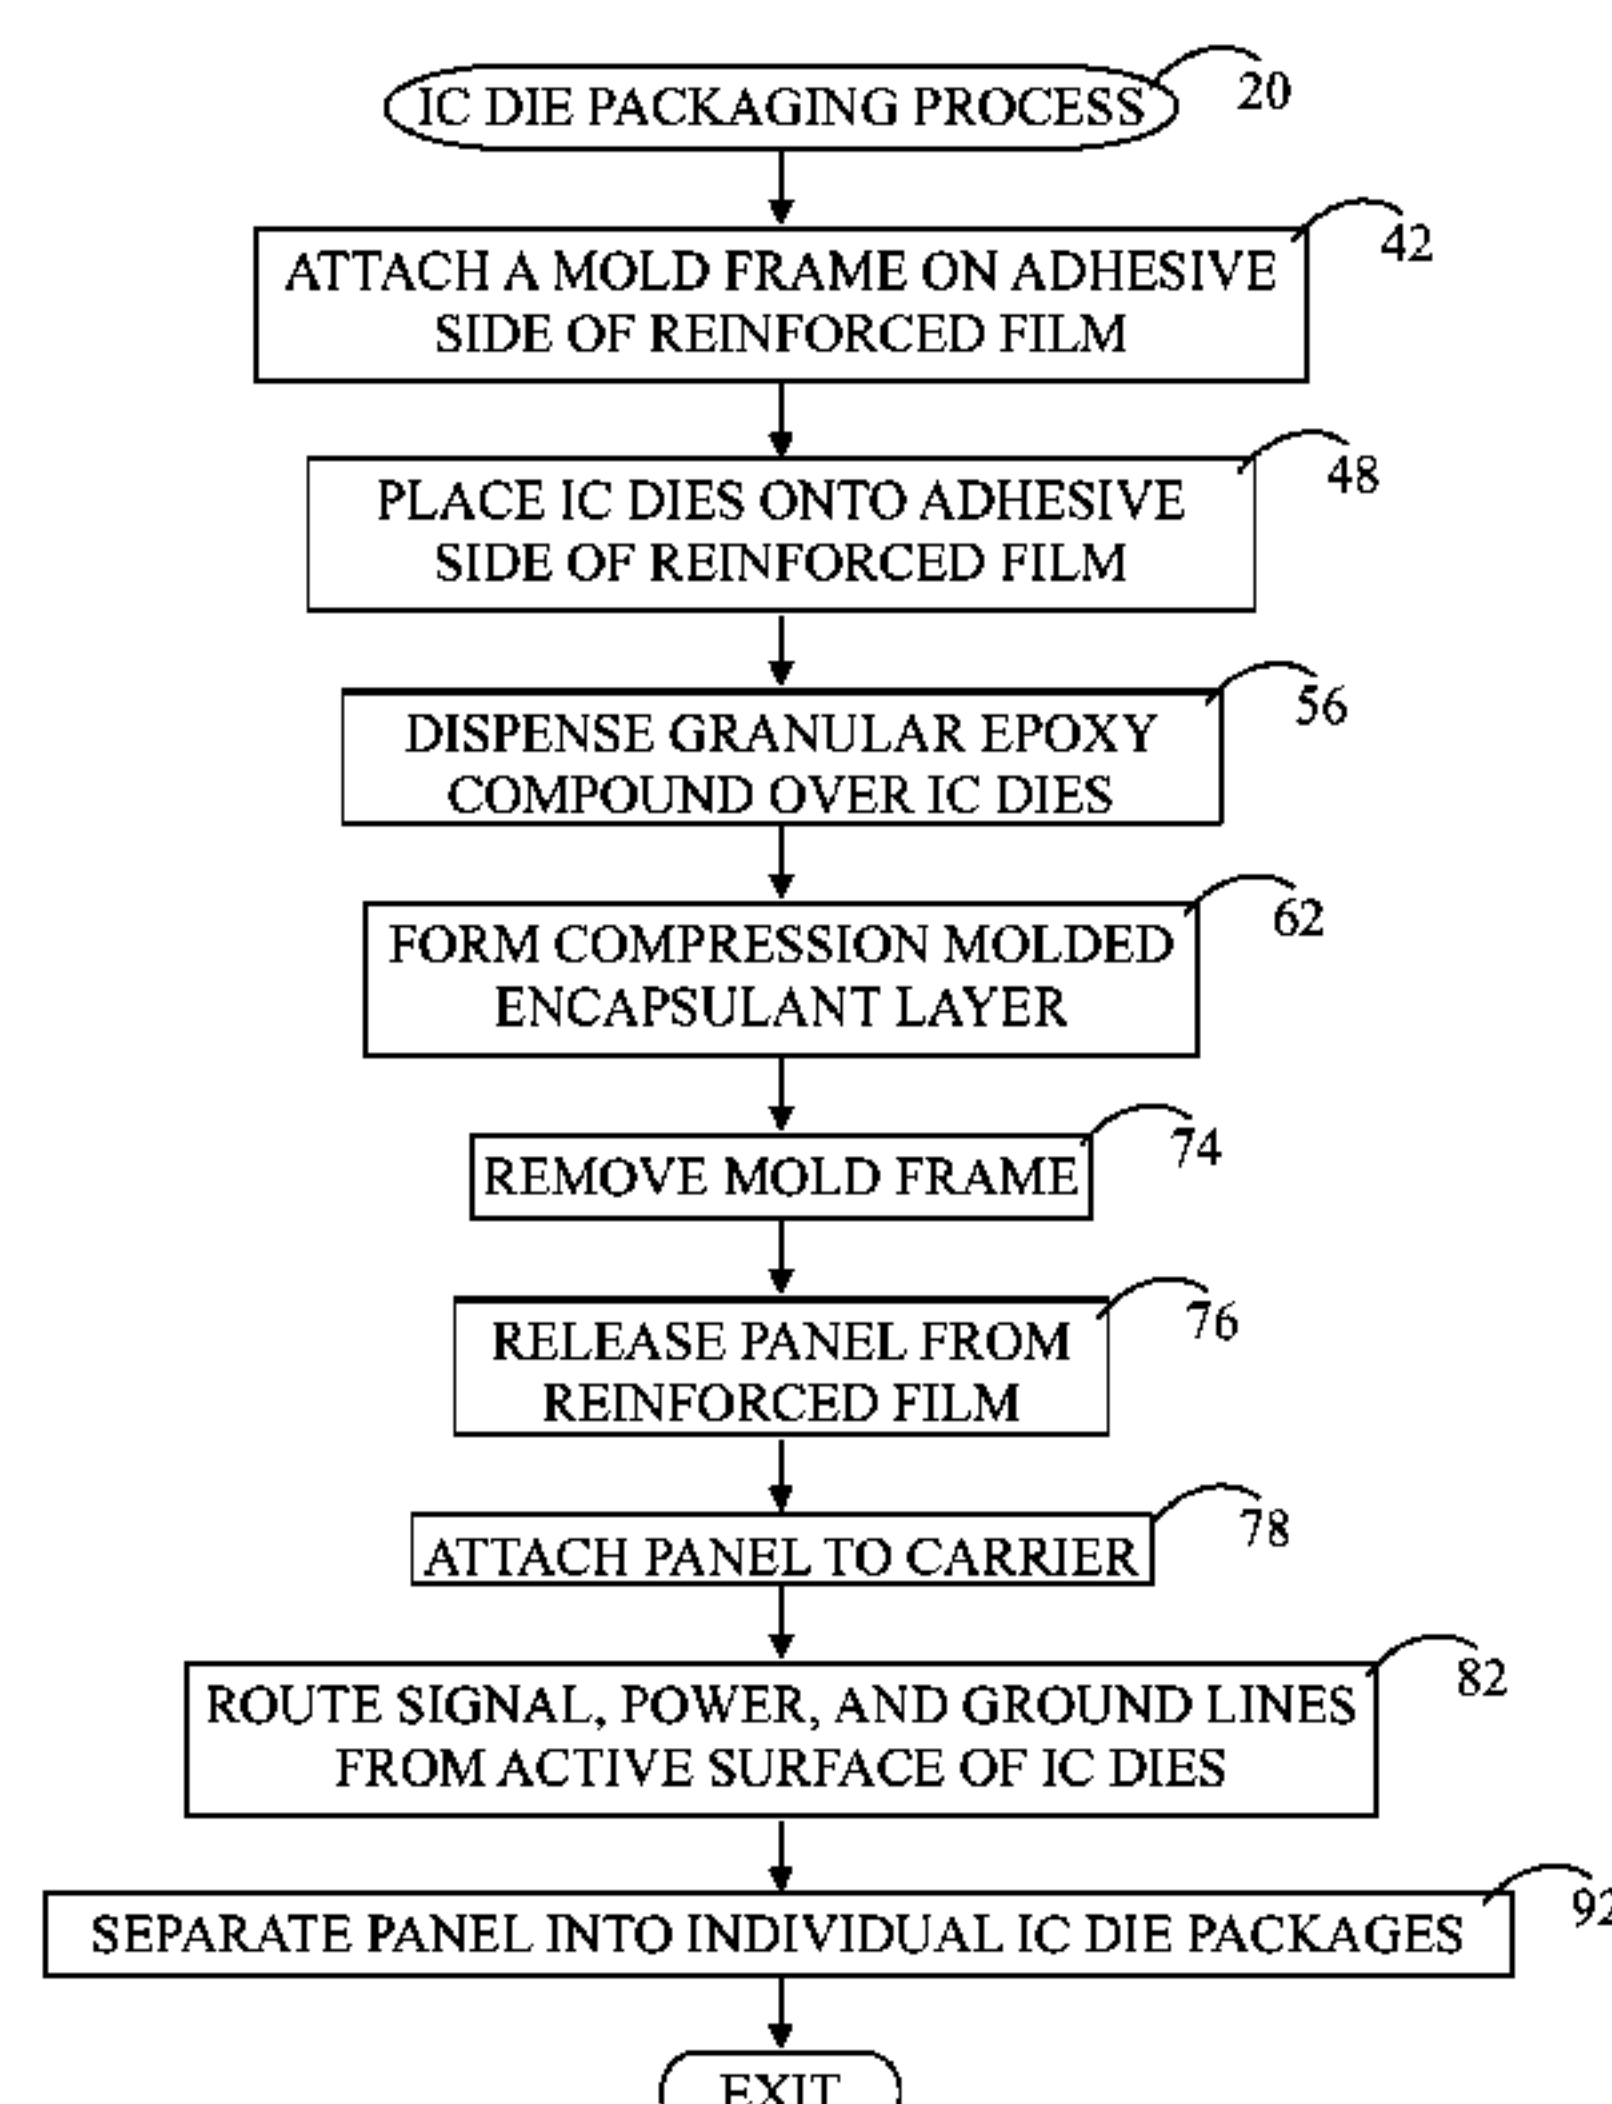 IC DIE PACKAGING PROCESS
20
ATTACH A MOLD FRAME ON ADHESIVE
SIDE OF REINFORCED FILM
42
PLACE IC DIES ONTO ADHESIVE
SIDE OF REINFORCED FILM
48
DISPENSE GRANULAR EPOXY
COMPOUND OVER IC DIES
56
FORM COMPRESSION MOLDED
ENCAPSULANT LAYER
62
REMOVE MOLD FRAME
74
RELEASE PANEL FROM
REINFORCED FILM
76
ATTACH PANEL TO CARRIER
78
ROUTE SIGNAL, POWER, AND GROUND LINES
FROM ACTIVE SURFACE OF IC DIES
82
SEPARATE PANEL INTO INDIVIDUAL IC DIE PACKAGES
92
EXIT